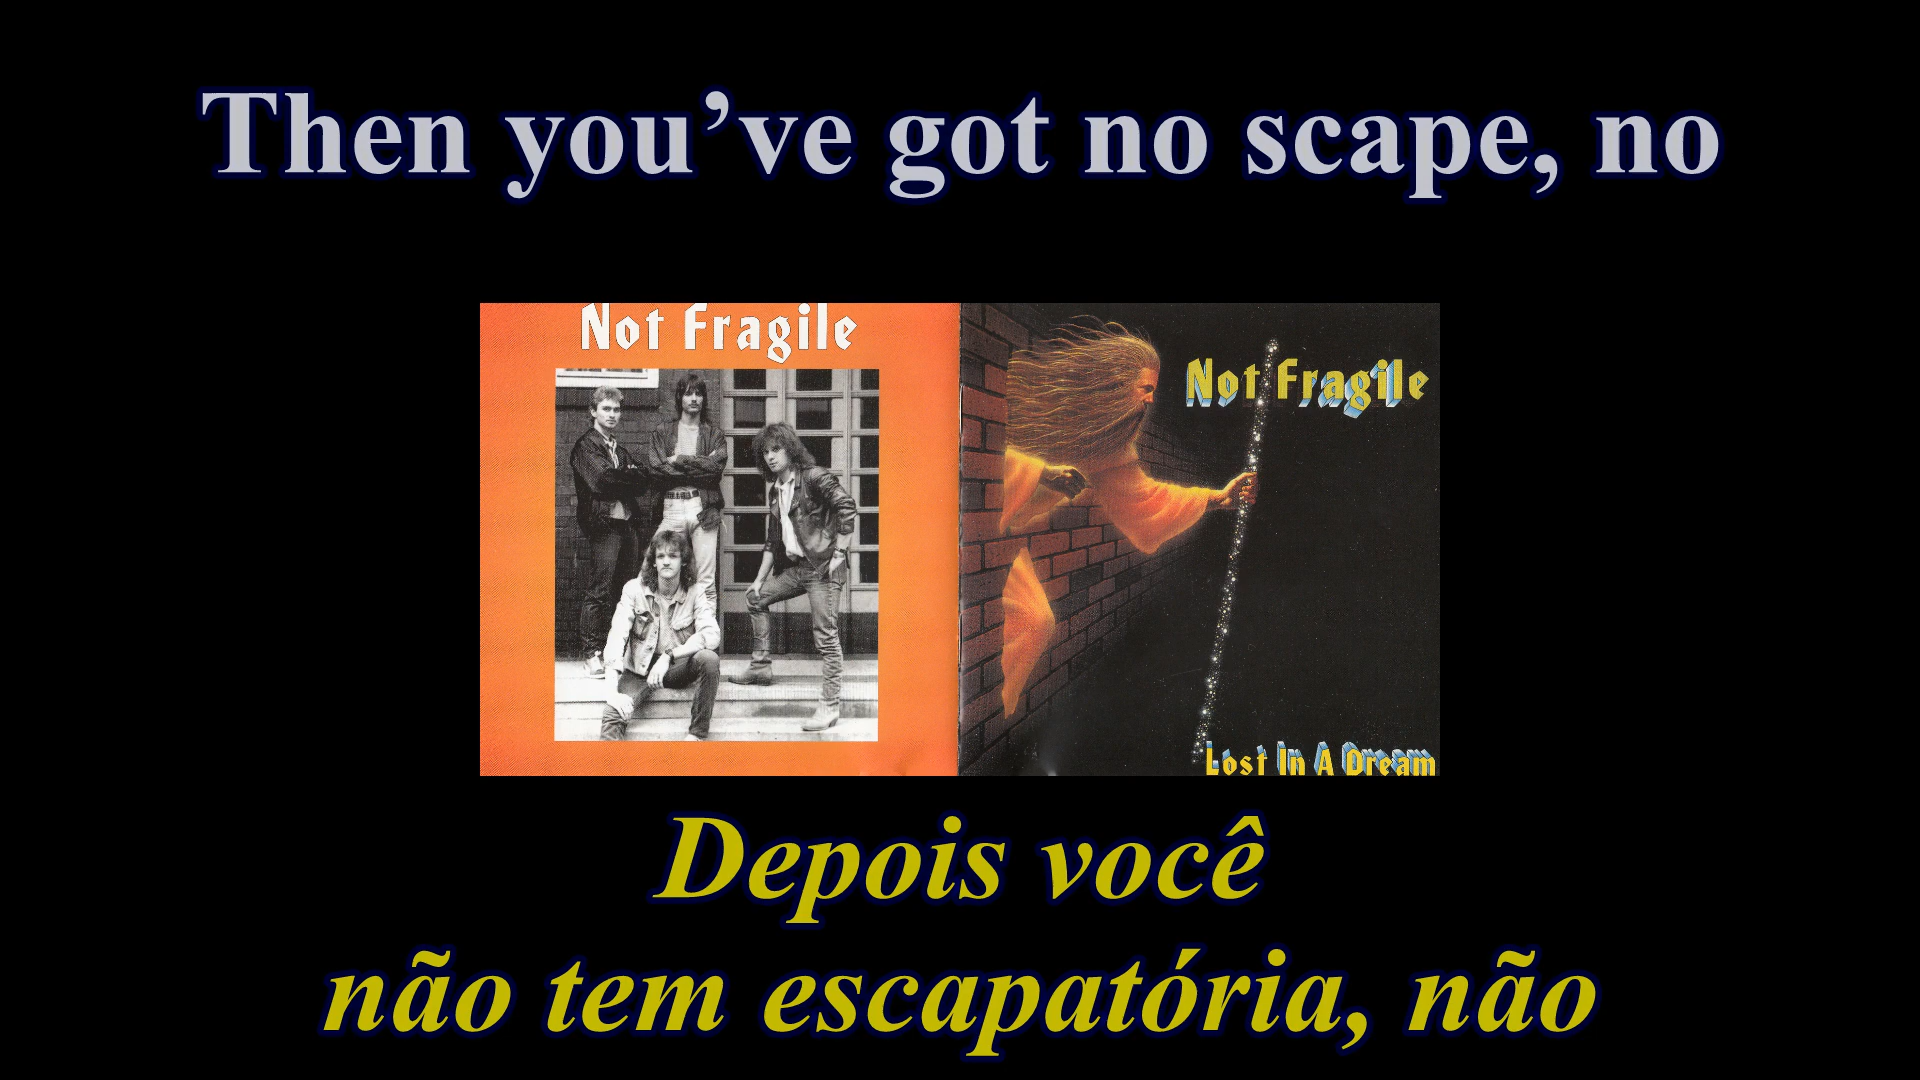 Then you’ve got no scape, no
Not Fragile
Not Fragile
Lost In A Dream
Depois você
não tem escapatória, não